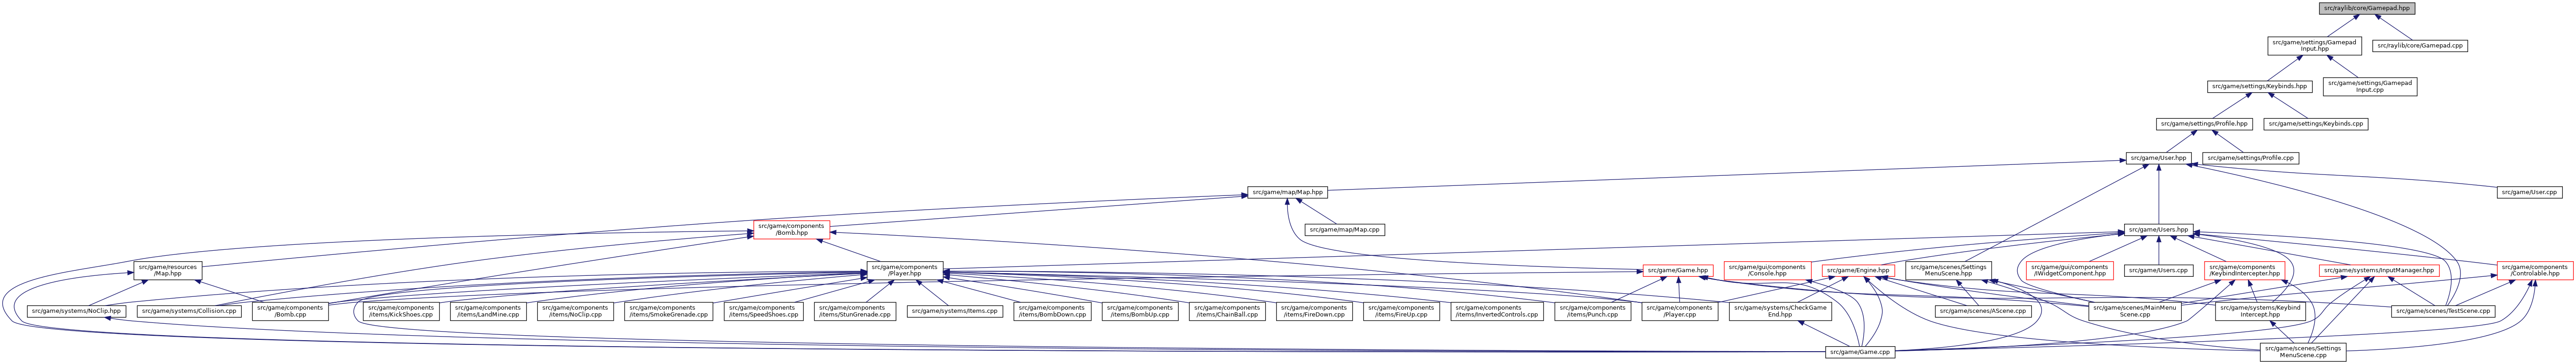 src/raylib/core/Gamepad.hpp
src/game/settings/Gamepad
Input.hpp
src/raylib/core/Gamepad.cpp
src/game/settings/Keybinds.hpp
src/game/settings/Gamepad
Input.cpp
src/game/settings/Profile.hpp
src/game/settings/Keybinds.cpp
src/game/User.hpp
src/game/settings/Profile.cpp
src/game/map/Map.hpp
src/game/User.cpp
src/game/components
/Bomb.hpp
src/game/map/Map.cpp
src/game/Users.hpp
src/game/resources
/Map.hpp
src/game/components
/Player.hpp
src/game/Game.hpp
src/game/gui/components
/Console.hpp
src/game/Engine.hpp
src/game/scenes/Settings
MenuScene.hpp
src/game/gui/components
/IWidgetComponent.hpp
src/game/Users.cpp
src/game/components
/KeybindIntercepter.hpp
src/game/systems/InputManager.hpp
src/game/components
/Controlable.hpp
src/game/systems/NoClip.hpp
src/game/systems/Collision.cpp
src/game/components
/Bomb.cpp
src/game/components
/items/KickShoes.cpp
src/game/components
/items/LandMine.cpp
src/game/components
/items/NoClip.cpp
src/game/components
/items/SmokeGrenade.cpp
src/game/components
/items/SpeedShoes.cpp
src/game/components
/items/StunGrenade.cpp
src/game/systems/Items.cpp
src/game/components
/items/BombDown.cpp
src/game/components
/items/BombUp.cpp
src/game/components
/items/ChainBall.cpp
src/game/components
/items/FireDown.cpp
src/game/components
/items/FireUp.cpp
src/game/components
/items/InvertedControls.cpp
src/game/components
/items/Punch.cpp
src/game/components
/Player.cpp
src/game/systems/CheckGame
End.hpp
src/game/scenes/AScene.cpp
src/game/scenes/MainMenu
Scene.cpp
src/game/systems/Keybind
Intercept.hpp
src/game/scenes/TestScene.cpp
src/game/Game.cpp
src/game/scenes/Settings
MenuScene.cpp